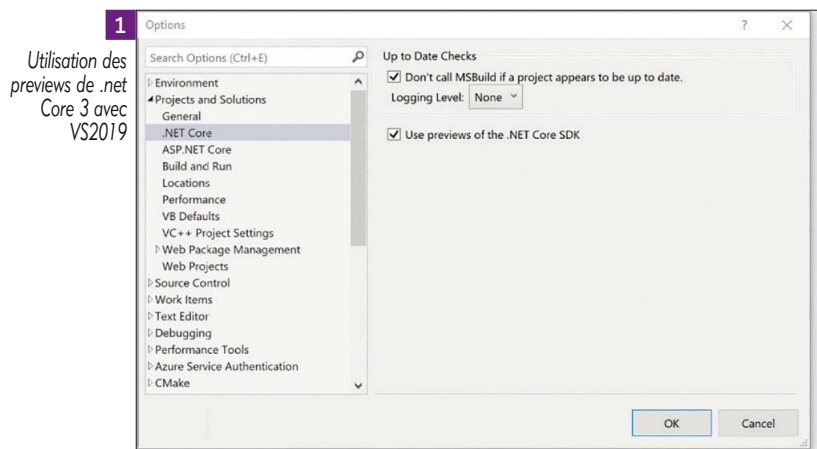 1
Utilisation des
previews de .net
Core 3 avec
VS2019
Options
?
Search Options (Ctrl+E)
Environment
Projects and Solutions
General
.NET Core
ASP.NET Core
Build and Run
Locations
Performance
VB Defaults
VC++ Project Settings
Web Package Management
Web Projects
Source Control
Work Items
Text Editor
Debugging
Performance Tools
Azure Service Authentication
CMake
Up to Date Checks
Don't call MSBuild if a project appears to be up to date.
Logging Level: None
Use previews of the .NET Core SDK
OK
Cancel